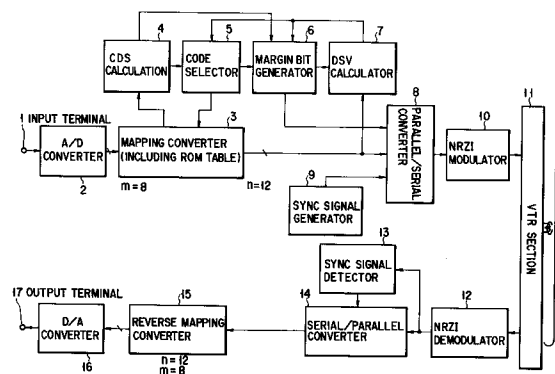 4
5
6
7
CDS
CALCULATION
CODE
SELECTOR
MARGIN BIT
GENERATOR
DSV
CALCULATOR
8
11
1 INPUT TERMINAL
3
10
A/D
CONVERTER
MAPPING CONVERTER
(INCLUDING ROM TABLE)
PARALLEL/SERIAL
CONVERTER
NRZI
MODULATOR
2
m=8
n=12
9
SYNC SIGNAL
GENERATOR
VTR SECTION
13
SYNC SIGNAL
DETECTOR
17 OUTPUT TERMINAL
15
14
12
D/A
CONVERTER
REVERSE MAPPING
CONVERTER
SERIAL/PARALLEL
CONVERTER
NRZI
DEMODULATOR
16
n=12
m=8